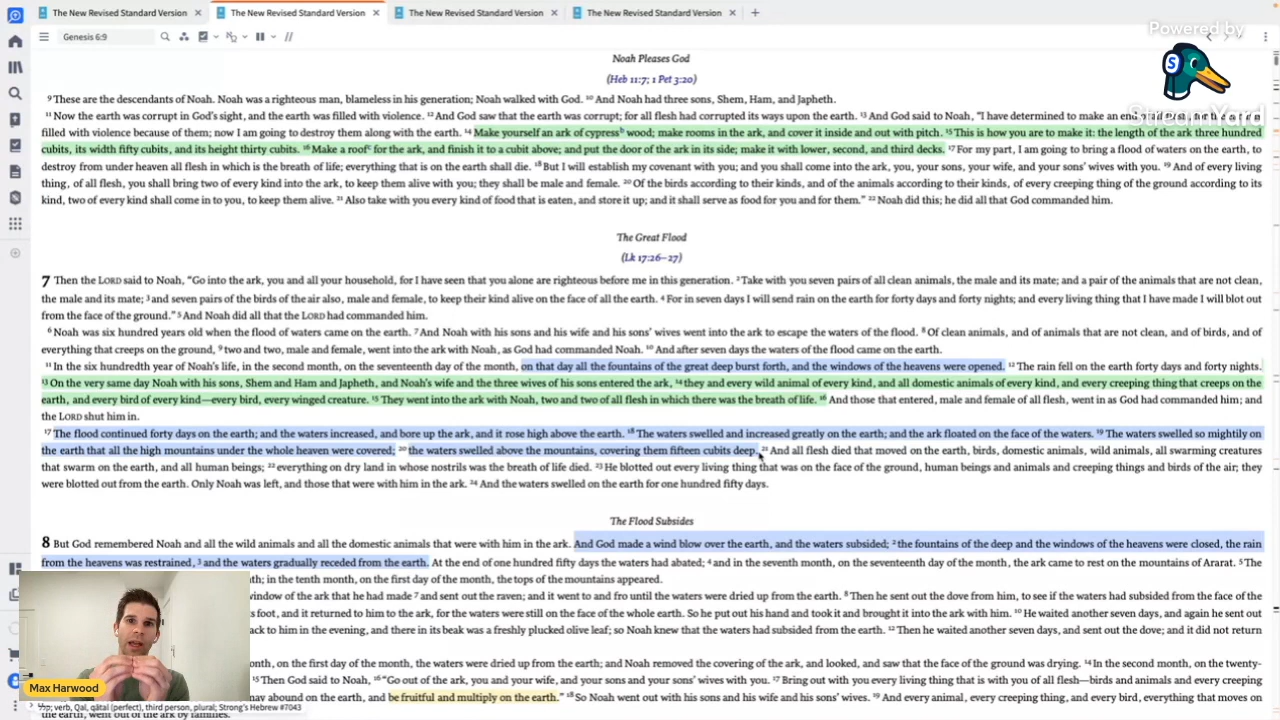 The New Revised Standard Version
The New Revised Standard Version
The New Revised Standard Version
The New Revised Standard Version
Genesis 6:9
Powered by
StreamYard
Noah Pleases God
(Heb 11:7; 1 Pet 3:20)
9 These are the descendants of Noah. Noah was a righteous man, blameless in his generation; Noah walked with God. 10 And Noah had three sons, Shem, Ham, and Japheth.
11 Now the earth was corrupt in God's sight, and the earth was filled with violence. 12 And God saw that the earth was corrupt; for all flesh had corrupted its ways upon the earth. 13 And God said to Noah, “I have determined to make an end
filled with violence because of them; now I am going to destroy them along with the earth. 14 Make yourself an ark of cypress b wood; make rooms in the ark, and cover it inside and out with pitch. 15 This is how you are to make it: the length of the ark three hundred
cubits, its width fifty cubits, and its height thirty cubits. 16 Make a roof c for the ark, and finish it to a cubit above; and put the door of the ark in its side; make it with lower, second, and third decks. 17 For my part, I am going to bring a flood of waters on the earth, to
destroy from under heaven all flesh in which is the breath of life; everything that is on the earth shall die. 18 But I will establish my covenant with you; and you shall come into the ark, you, your sons, your wife, and your sons' wives with you. 19 And of every living
thing, of all flesh, you shall bring two of every kind into the ark, to keep them alive with you; they shall be male and female. 20 Of the birds according to their kinds, and of the animals according to their kinds, of every creeping thing of the ground according to its
kind, two of every kind shall come in to you, to keep them alive. 21 Also take with you every kind of food that is eaten, and store it up; and it shall serve as food for you and for them.” 22 Noah did this; he did all that God commanded him.
The Great Flood
(Lk 17:26–27)
7 Then the LORD said to Noah, “Go into the ark, you and all your household, for I have seen that you alone are righteous before me in this generation. 2 Take with you seven pairs of all clean animals, the male and its mate; and a pair of the animals that are not clean,
the male and its mate; 3 and seven pairs of the birds of the air also, male and female, to keep their kind alive on the face of all the earth. 4 For in seven days I will send rain on the earth for forty days and forty nights; and every living thing that I have made I will blot out
from the face of the ground.” 5 And Noah did all that the LORD had commanded him.
6 Noah was six hundred years old when the flood of waters came on the earth. 7 And Noah with his sons and his wife and his sons' wives went into the ark to escape the waters of the flood. 8 Of clean animals, and of animals that are not clean, and of birds, and of
everything that creeps on the ground, 9 two and two, male and female, went into the ark with Noah, as God had commanded Noah. 10 And after seven days the waters of the flood came on the earth.
11 In the six hundredth year of Noah's life, in the second month, on the seventeenth day of the month, on that day all the fountains of the great deep burst forth, and the windows of the heavens were opened. 12 The rain fell on the earth forty days and forty nights.
13 On the very same day Noah with his sons, Shem and Ham and Japheth, and Noah's wife and the three wives of his sons entered the ark, 14 they and every wild animal of every kind, and all domestic animals of every kind, and every creeping thing that creeps on the
earth, and every bird of every kind—every bird, every winged creature. 15 They went into the ark with Noah, two and two of all flesh in which there was the breath of life. 16 And those that entered, male and female of all flesh, went in as God had commanded him; and
the LORD shut him in.
17 The flood continued forty days on the earth; and the waters increased, and bore up the ark, and it rose high above the earth. 18 The waters swelled and increased greatly on the earth; and the ark floated on the face of the waters. 19 The waters swelled so mightily on
the earth that all the high mountains under the whole heaven were covered; 20 the waters swelled above the mountains, covering them fifteen cubits deep. 21 And all flesh died that moved on the earth, birds, domestic animals, wild animals, all swarming creatures
that swarm on the earth, and all human beings; 22 everything on dry land in whose nostrils was the breath of life died. 23 He blotted out every living thing that was on the face of the ground, human beings and animals and creeping things and birds of the air; they
were blotted out from the earth. Only Noah was left, and those that were with him in the ark. 24 And the waters swelled on the earth for one hundred fifty days.
The Flood Subsides
8 But God remembered Noah and all the wild animals and all the domestic animals that were with him in the ark. And God made a wind blow over the earth, and the waters subsided; 2 the fountains of the deep and the windows of the heavens were closed, the rain
from the heavens was restrained, 3 and the waters gradually receded from the earth. At the end of one hundred fifty days the waters had abated; 4 and in the seventh month, on the seventeenth day of the month, the ark came to rest on the mountains of Ararat. 5 The
th; in the tenth month, on the first day of the month, the tops of the mountains appeared.
window of the ark that he had made 7 and sent out the raven; and it went to and fro until the waters were dried up from the earth. 8 Then he sent out the dove from him, to see if the waters had subsided from the face of the
s foot, and it returned to him to the ark, for the waters were still on the face of the whole earth. So he put out his hand and took it and brought it into the ark with him. 10 He waited another seven days, and again he sent out
ack to him in the evening, and there in its beak was a freshly plucked olive leaf; so Noah knew that the waters had subsided from the earth. 12 Then he waited another seven days, and sent out the dove; and it did not return
onth, on the first day of the month, the waters were dried up from the earth; and Noah removed the covering of the ark, and looked, and saw that the face of the ground was drying. 14 In the second month, on the twenty-
15 Then God said to Noah, 16 “Go out of the ark, you and your wife, and your sons and your sons' wives with you. 17 Bring out with you every living thing that is with you of all flesh—birds and animals and every creeping
nay abound on the earth, and be fruitful and multiply on the earth.” 18 So Noah went out with his sons and his wife and his sons' wives. 19 And every animal, every creeping thing, and every bird, everything that moves on
the earth, went out of the ark by families.
Max Harwood
verb, Qal, qātal (perfect), third person, plural; Strong's Hebrew #7043